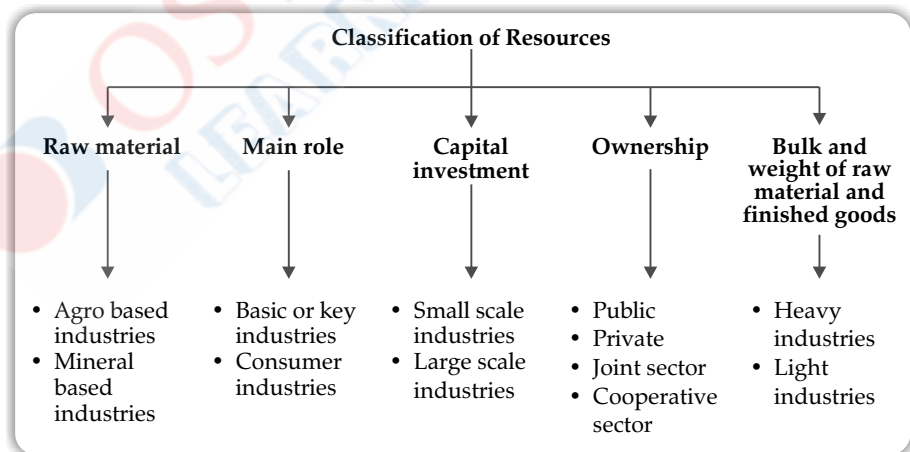 OS
LEARN
Classification of Resources
Raw material
Main role
Capital
investment
Ownership
Bulk and
weight of raw
material and
finished goods
• Agro based
industries
• Mineral
based
industries
• Basic or key
industries
• Consumer
industries
• Small scale
industries
• Large scale
industries
• Public
• Private
• Joint sector
• Cooperative
sector
• Heavy
industries
• Light
industries